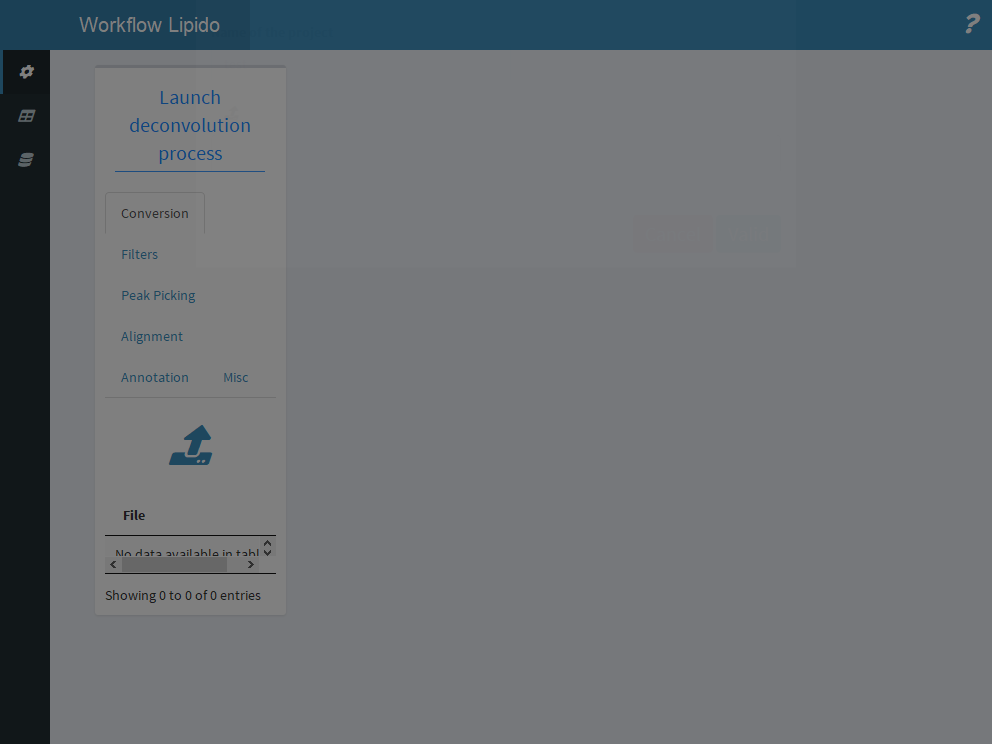 Workflow Lipido
?
Launch
deconvolution
process
Conversion
Filters
Peak Picking
Alignment
Annotation Misc
File
No data available in tabl
Showing 0 to 0 of 0 entries